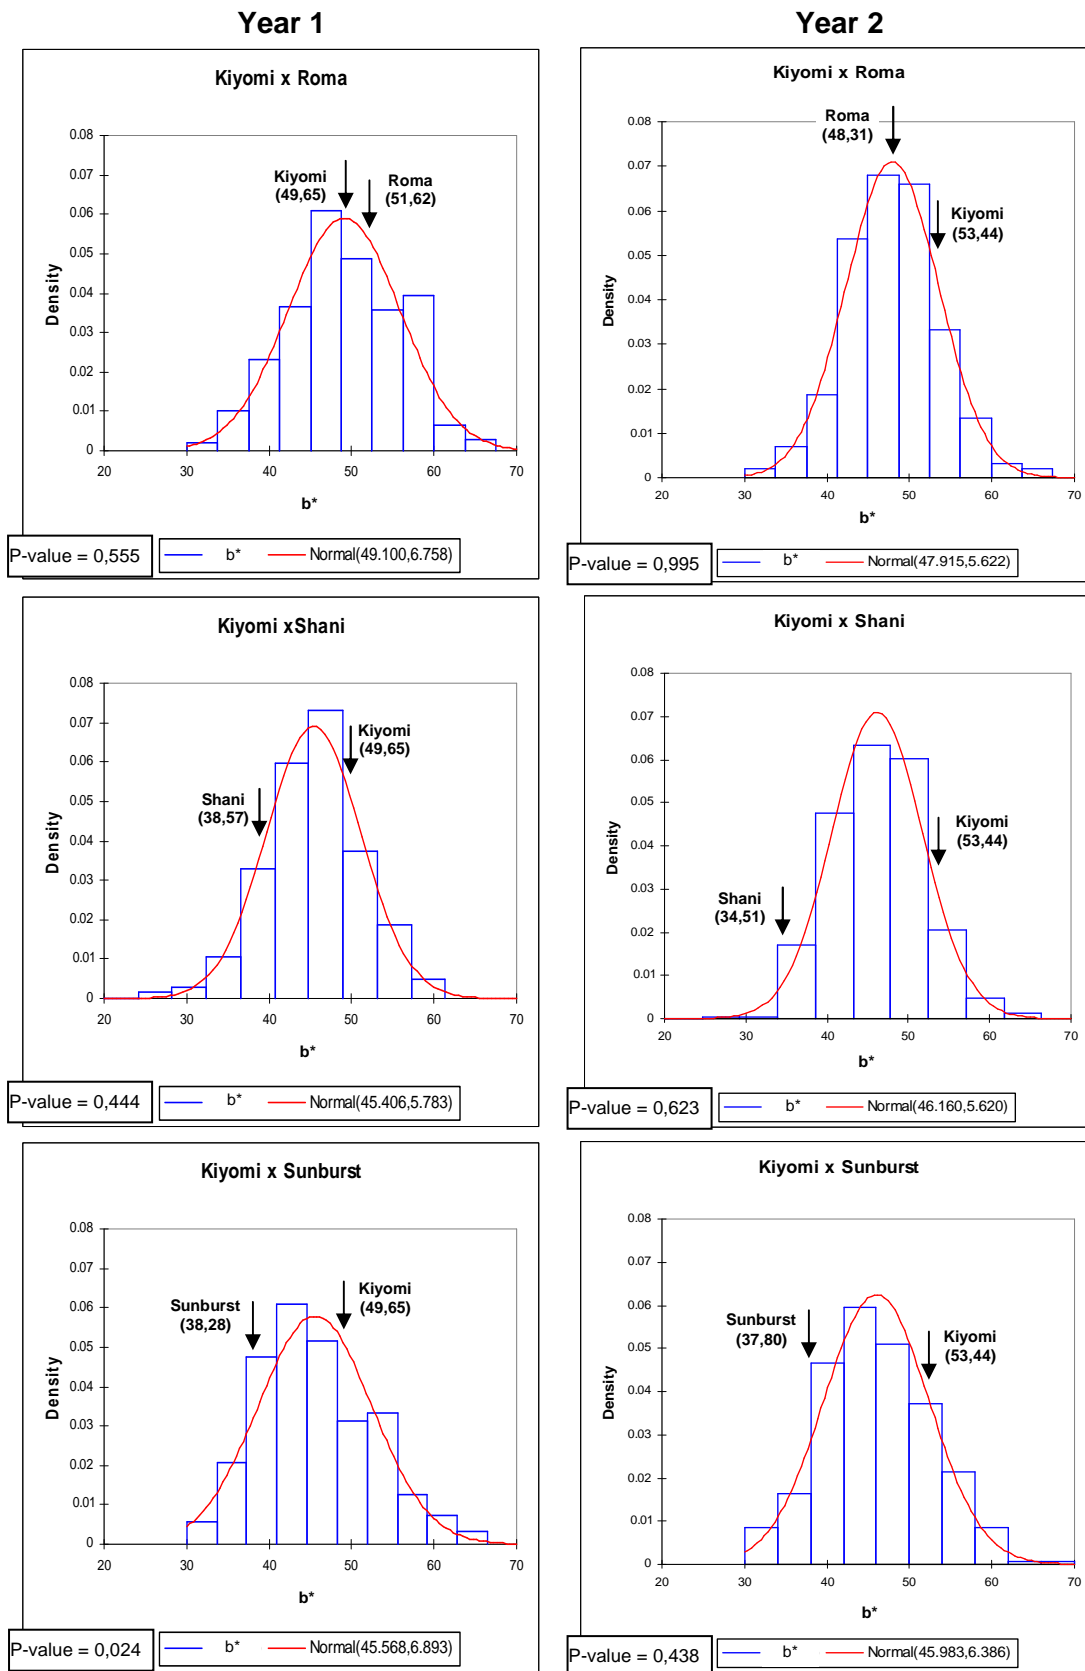 Year 1
Year 2
Kiyomi x Roma
0.08
0.07
0.06
0.05
0.04
0.03
0.02
0.01
0
20 30 40 50 60 70
Density
b*
Kiyomi
(49,65)
Roma
(51,62)
P-value = 0,555
b* Normal(49.100,6.758)
Kiyomi x Roma
0.08
0.07
0.06
0.05
0.04
0.03
0.02
0.01
0
20 30 40 50 60 70
Density
b*
Roma
(48,31)
Kiyomi
(53,44)
P-value = 0,995
b* Normal(47.915,5.622)
Kiyomi xShani
0.08
0.07
0.06
0.05
0.04
0.03
0.02
0.01
0
20 30 40 50 60 70
Density
b*
Shani
(38,57)
Kiyomi
(49,65)
P-value = 0,444
b* Normal(45.406,5.783)
Kiyomi x Shani
0.08
0.07
0.06
0.05
0.04
0.03
0.02
0.01
0
20 30 40 50 60 70
Density
b*
Shani
(34,51)
Kiyomi
(53,44)
P-value = 0,623
b* Normal(46.160,5.620)
Kiyomi x Sunburst
0.08
0.07
0.06
0.05
0.04
0.03
0.02
0.01
0
20 30 40 50 60 70
Density
b*
Sunburst
(38,28)
Kiyomi
(49,65)
P-value = 0,024
b* Normal(45.568,6.893)
Kiyomi x Sunburst
0.08
0.07
0.06
0.05
0.04
0.03
0.02
0.01
0
20 30 40 50 60 70
Density
b*
Sunburst
(37,80)
Kiyomi
(53,44)
P-value = 0,438
b* Normal(45.983,6.386)